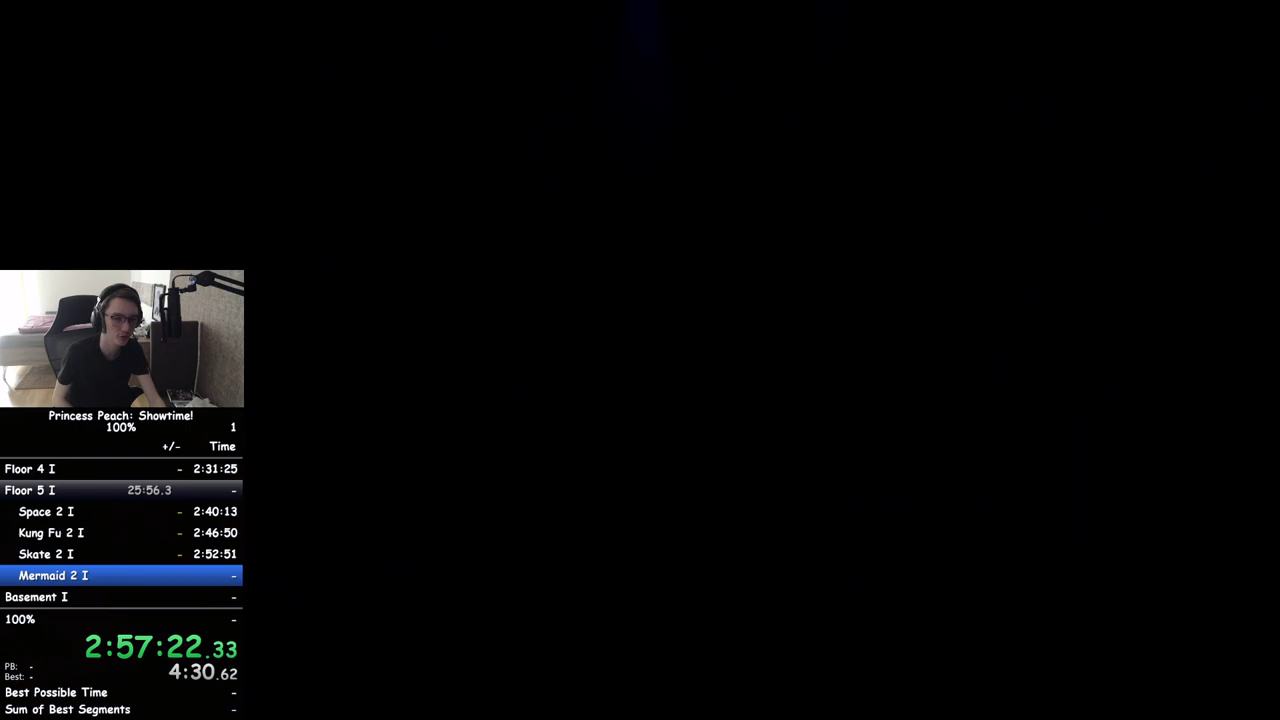 Princess Peach: Showtime!
100% 1
+/- Time
Floor 4 I - 2:31:25
Floor 5 I 25:56.3 -
Space 2 I - 2:40:13
Kung Fu 2 I - 2:46:50
Skate 2 I - 2:52:51
Mermaid 2 I -
Basement I -
100% -
2:57:22.33
PB: - 4:30.62
Best: -
Best Possible Time -
Sum of Best Segments -